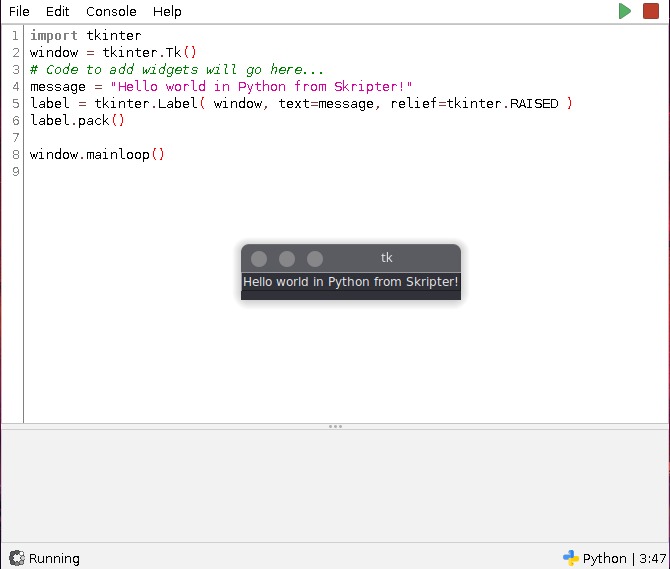 File Edit Console Help
1 import tkinter
2 window = tkinter.Tk()
3 # Code to add widgets will go here...
4 message = "Hello world in Python from Skripter!"
5 label = tkinter.Label( window, text=message, relief=tkinter.RAISED )
6 label.pack()
7
8 window.mainloop()
9
tk
Hello world in Python from Skripter!
Running Python | 3:47